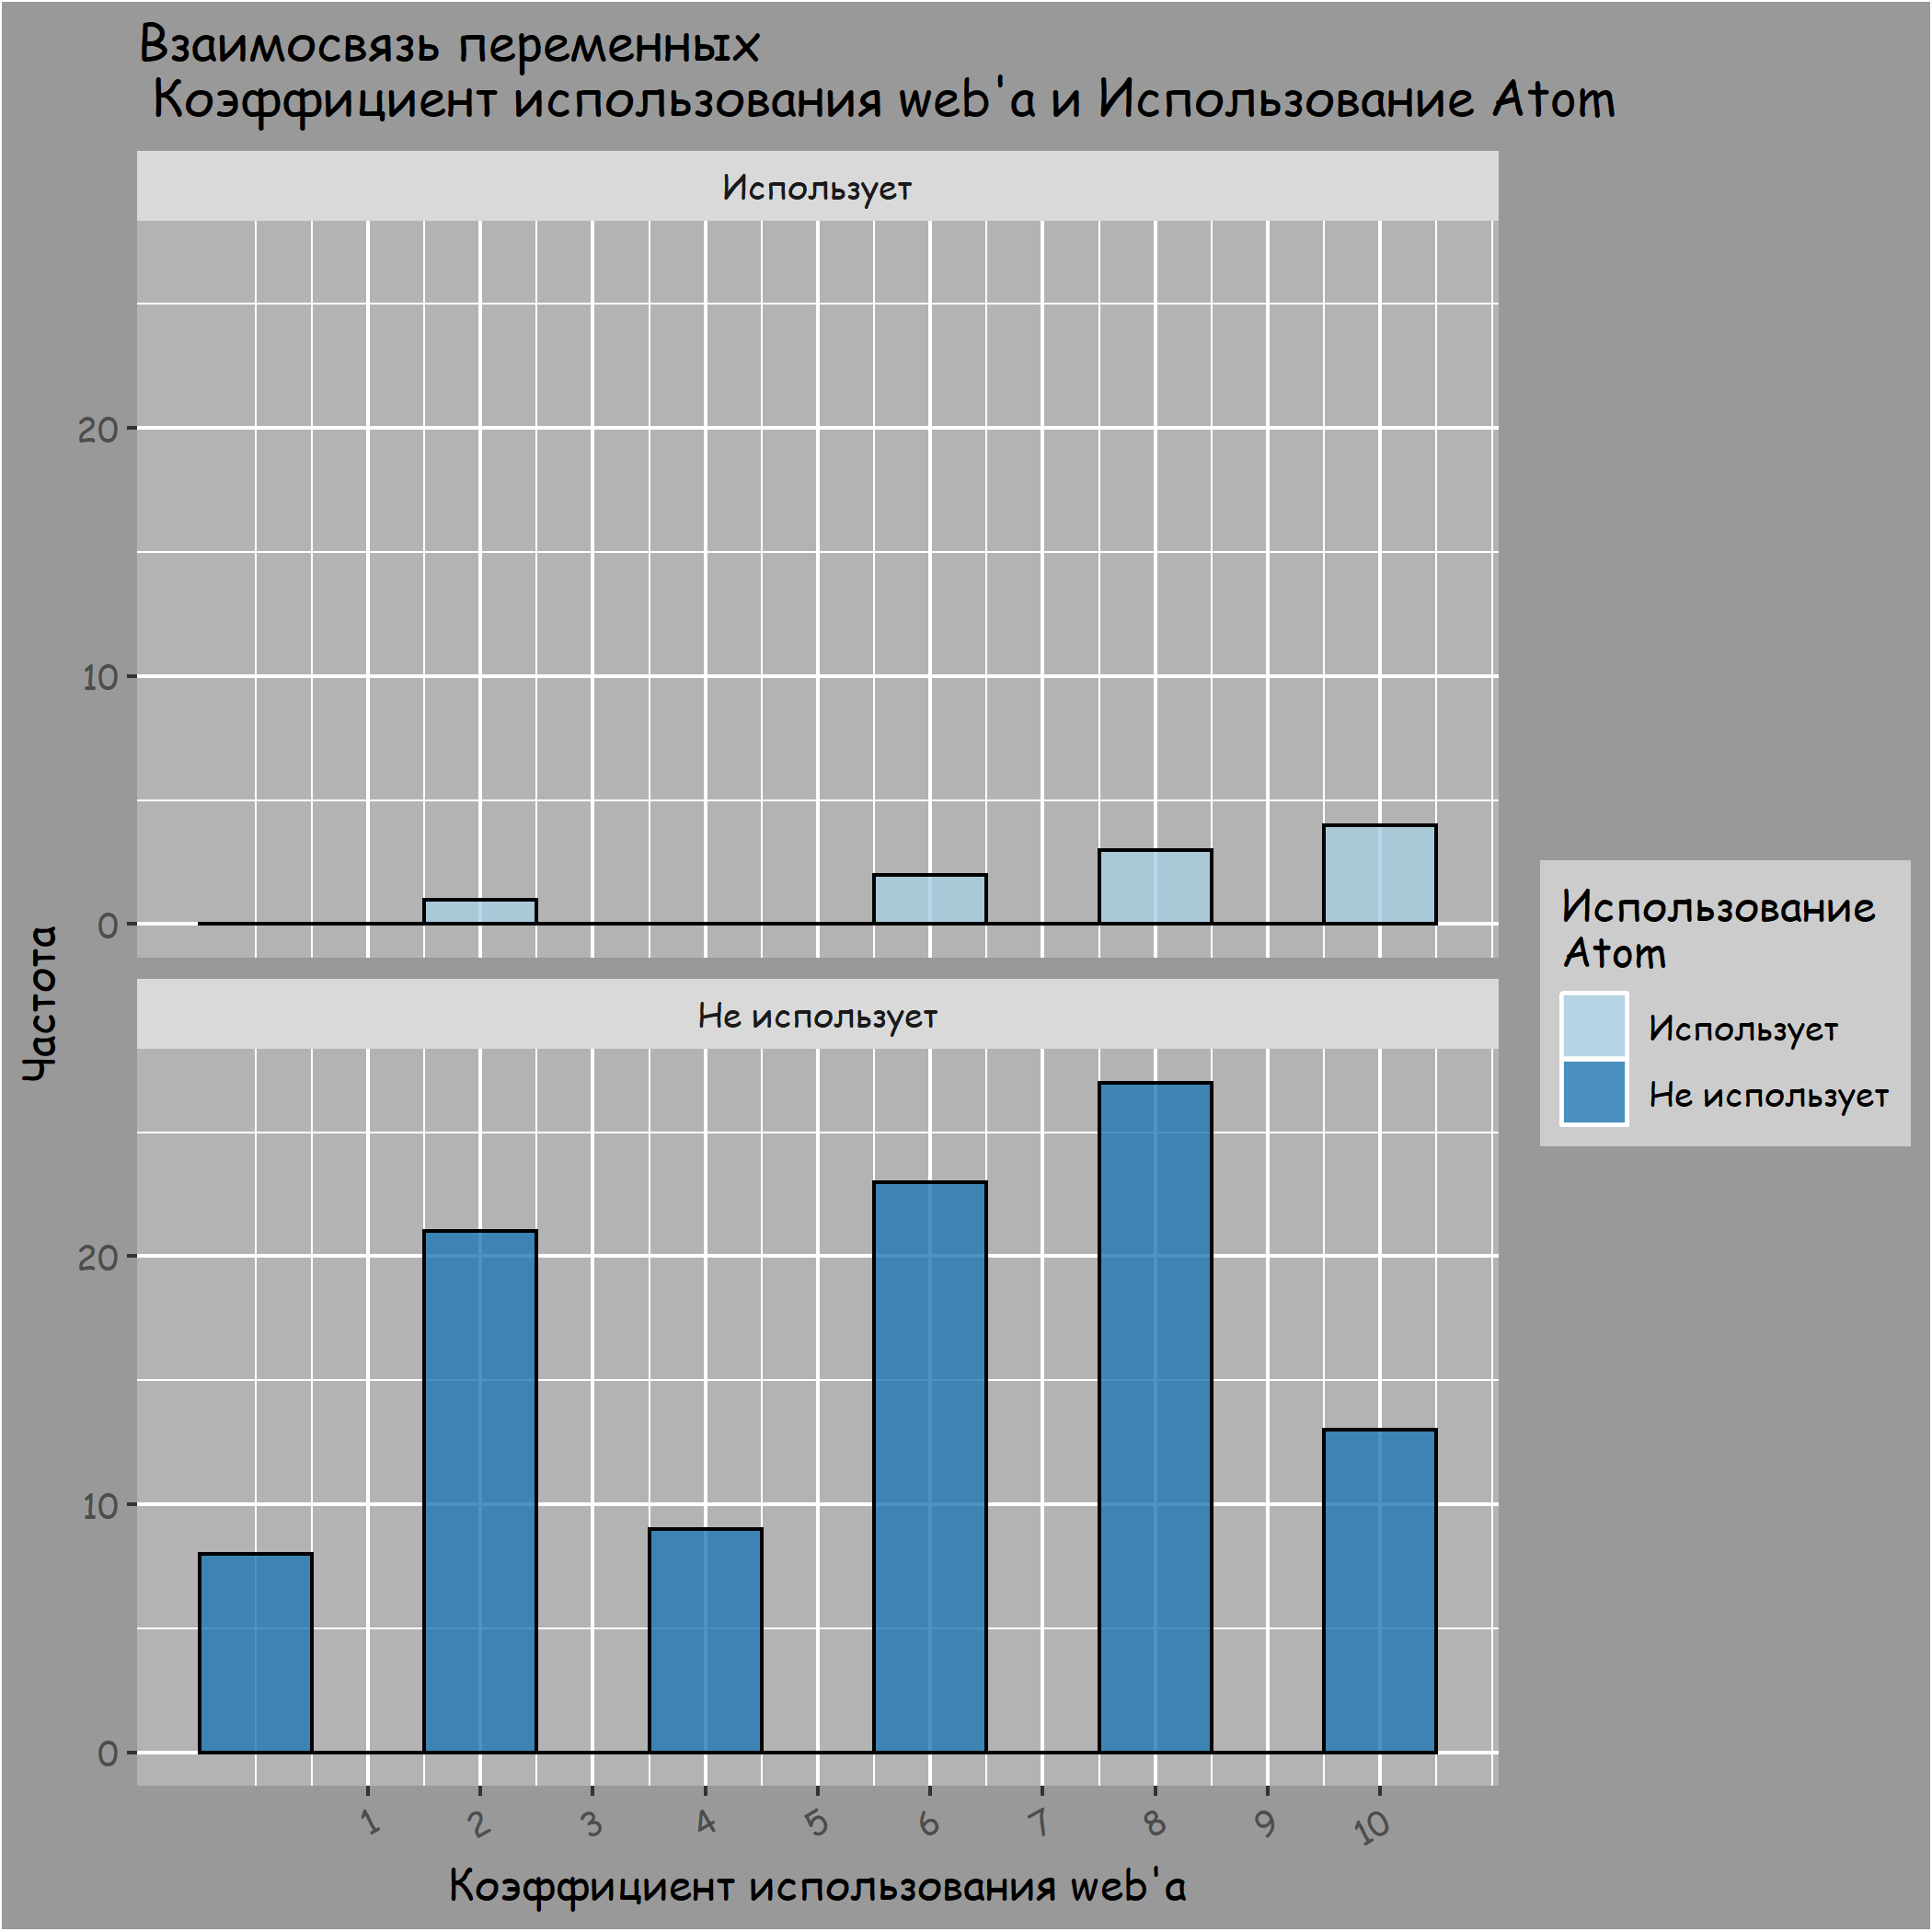 Взаимосвязь переменных
Коэффициент использования web'а и Использование Atom
Использует
20
10
0
Не использует
20
10
0
1 2 3 4 5 6 7 8 9 10
Коэффициент использования web'а
Частота
Использование
Atom
Использует
Не использует